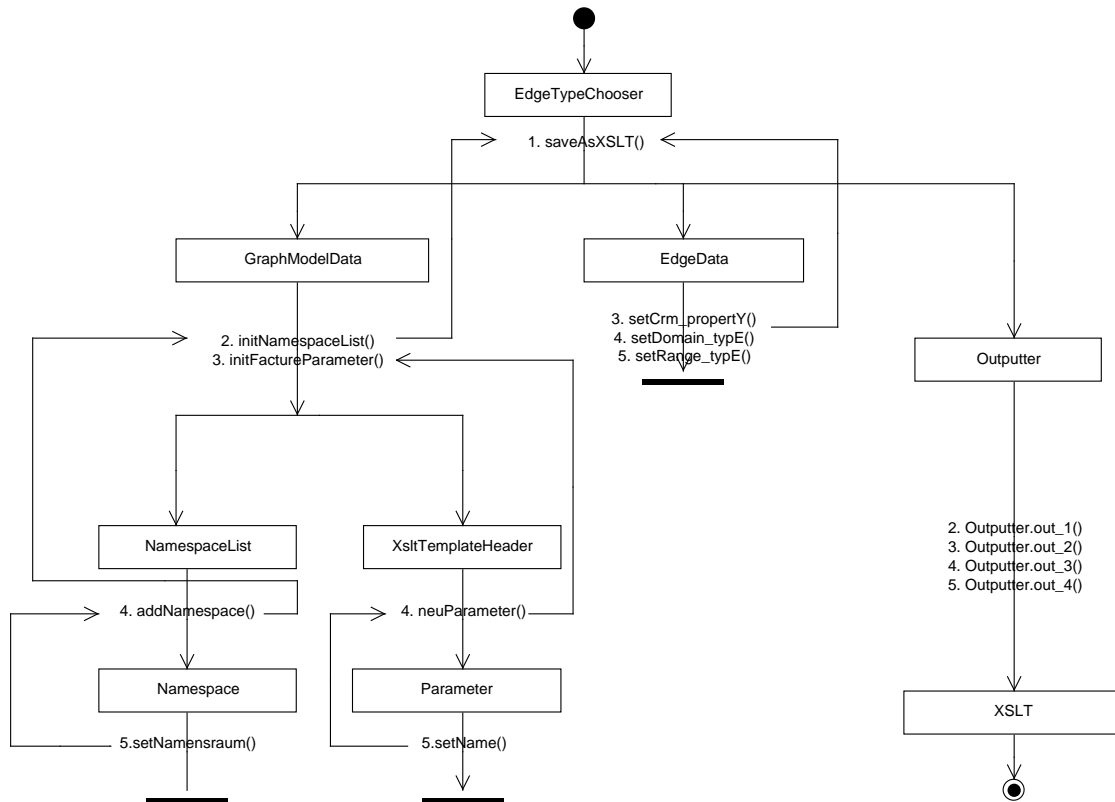 EdgeTypeChooser
1. saveAsXSLT()
GraphModelData
EdgeData
2. initNamespaceList()
3. initFactureParameter()
3. setCrm_propertY()
4. setDomain_typE()
5. setRange_typE()
Outputter
NamespaceList
XsltTemplateHeader
2. Outputter.out_1()
3. Outputter.out_2()
4. Outputter.out_3()
5. Outputter.out_4()
4. addNamespace()
4. neuParameter()
Namespace
Parameter
XSLT
5.setNamensraum()
5.setName()